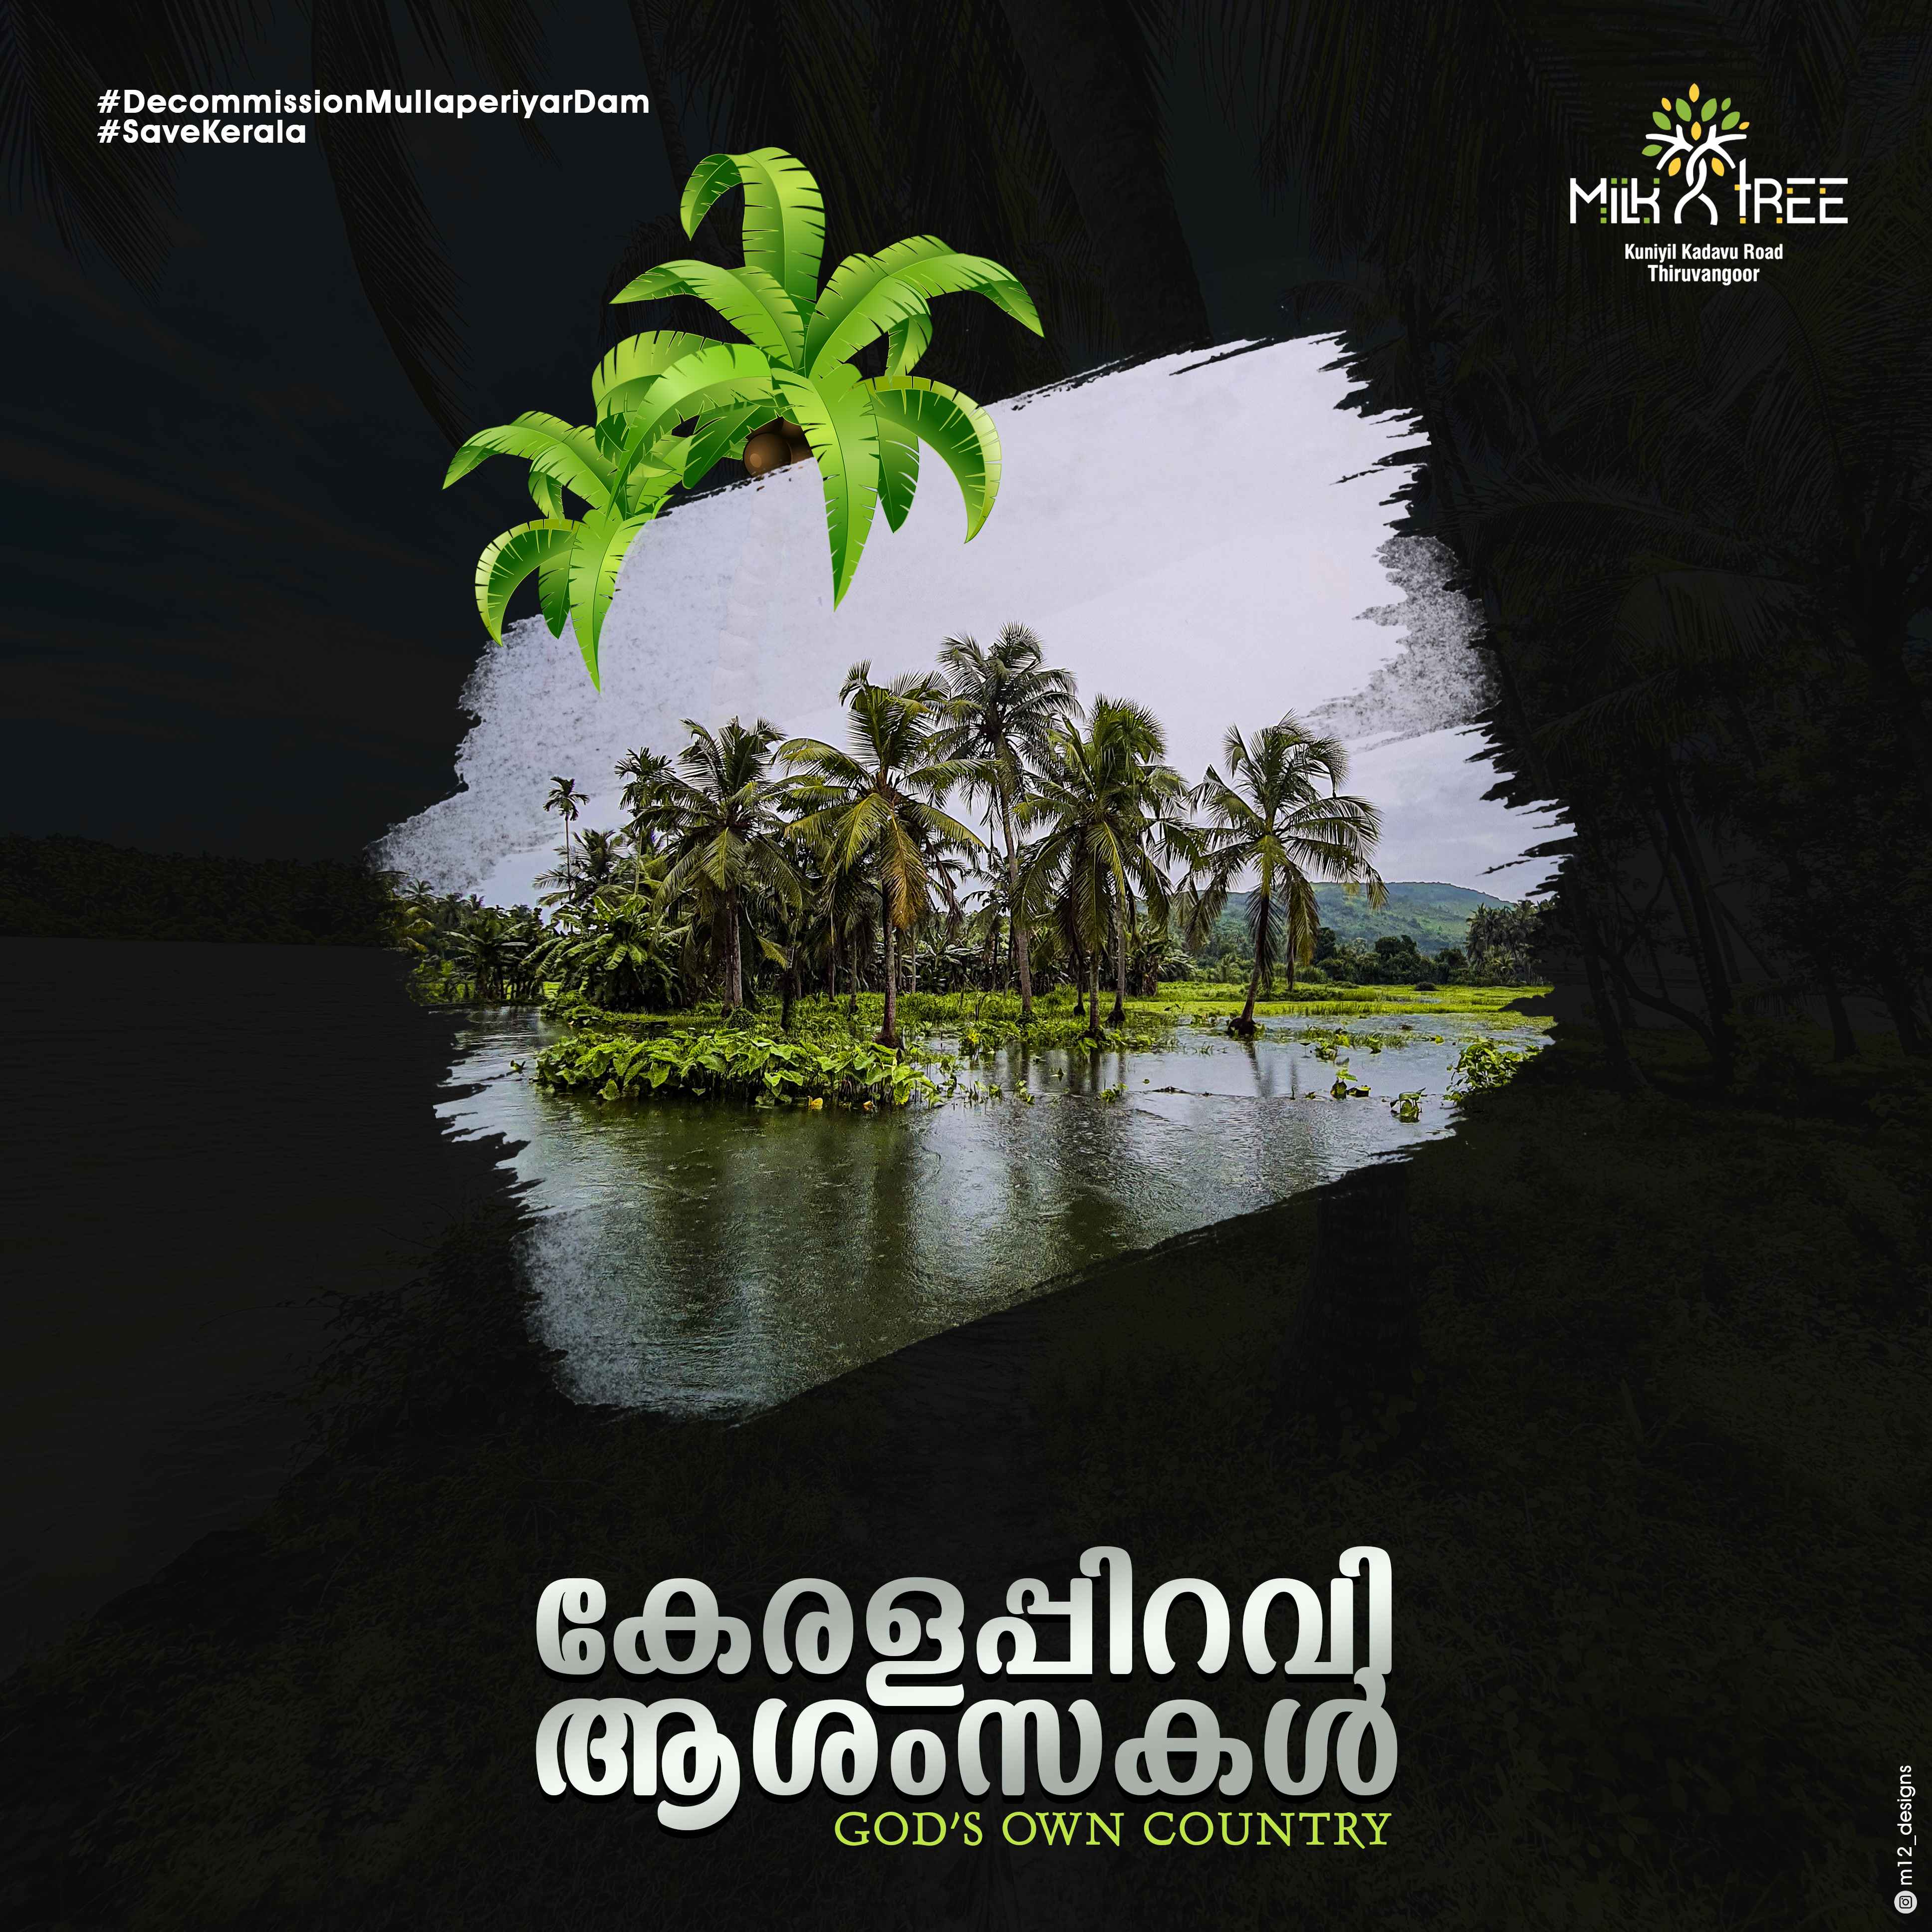 #DecommissionMullaperiyarDam
#SaveKerala
MILK TREE
Kuniyil Kadavu Road
Thiruvangoor
കേരളപ്പിറവി
ആശംസകൾ
GOD'S OWN COUNTRY
m12_designs